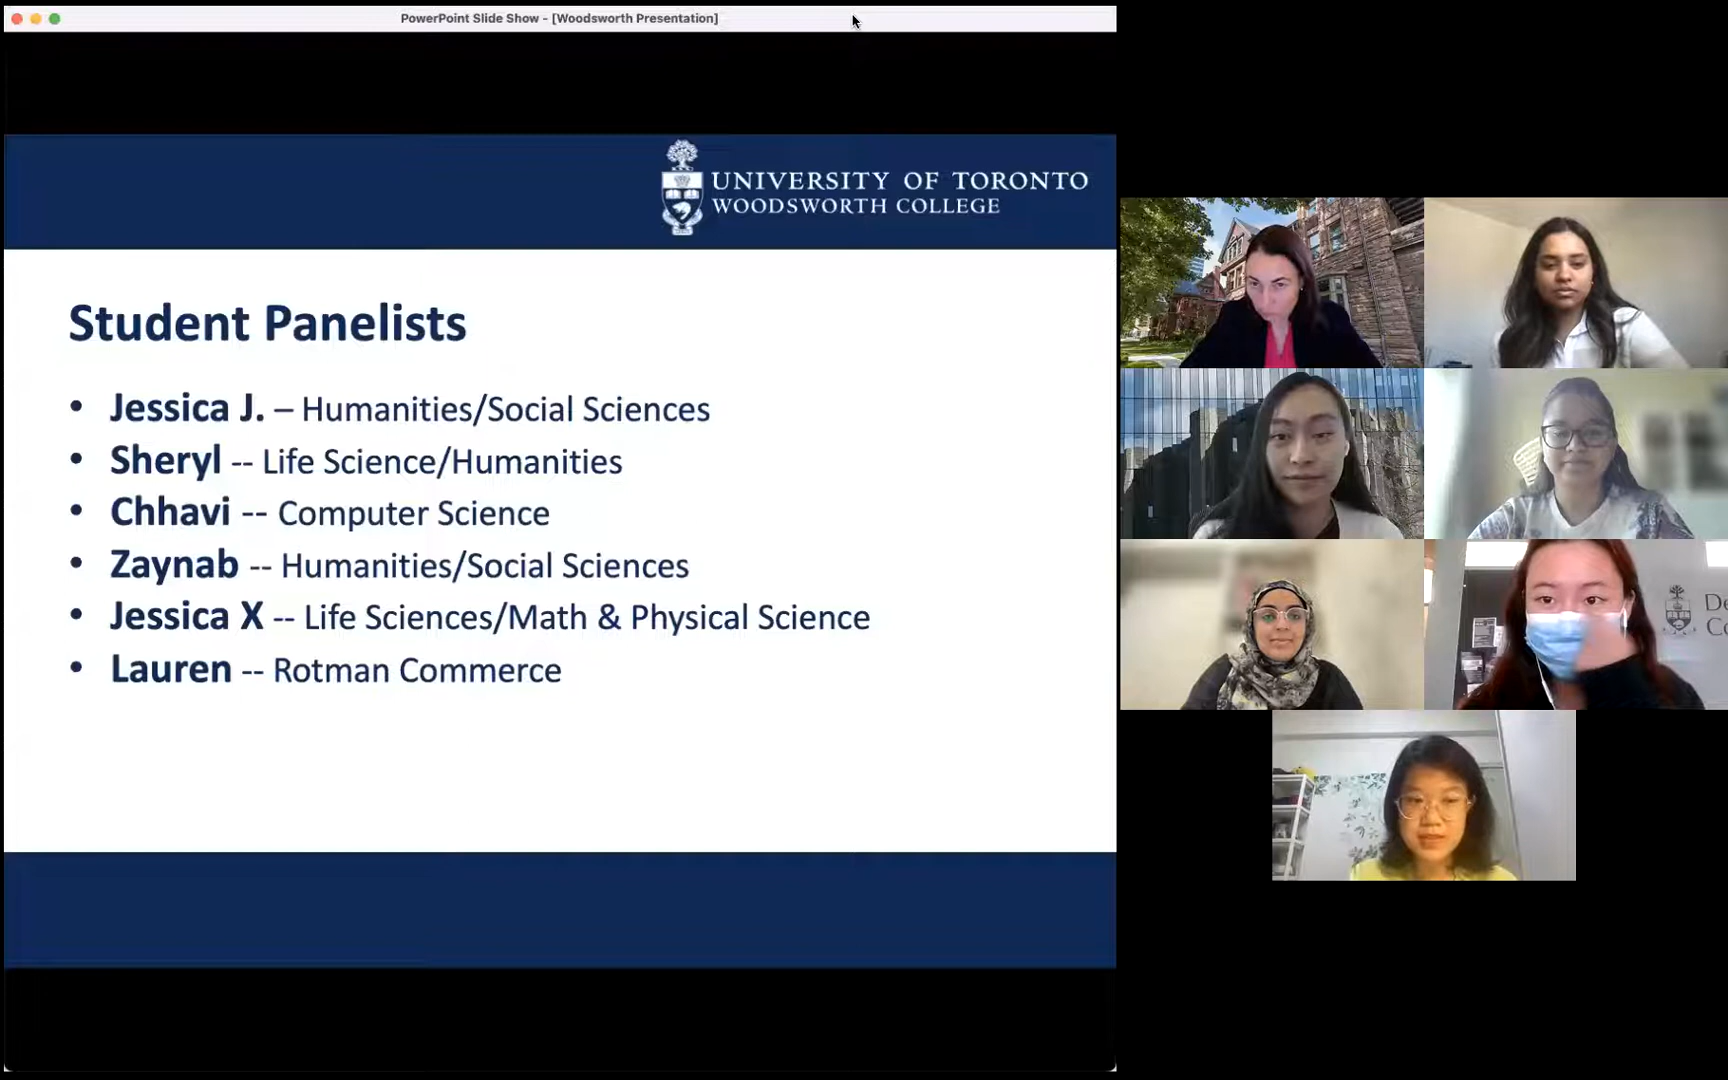 PowerPoint Slide Show - [Woodsworth Presentation]
UNIVERSITY OF TORONTO
WOODSWORTH COLLEGE
Student Panelists
• Jessica J. – Humanities/Social Sciences
• Sheryl -- Life Science/Humanities
• Chhavi -- Computer Science
• Zaynab -- Humanities/Social Sciences
• Jessica X -- Life Sciences/Math & Physical Science
• Lauren -- Rotman Commerce